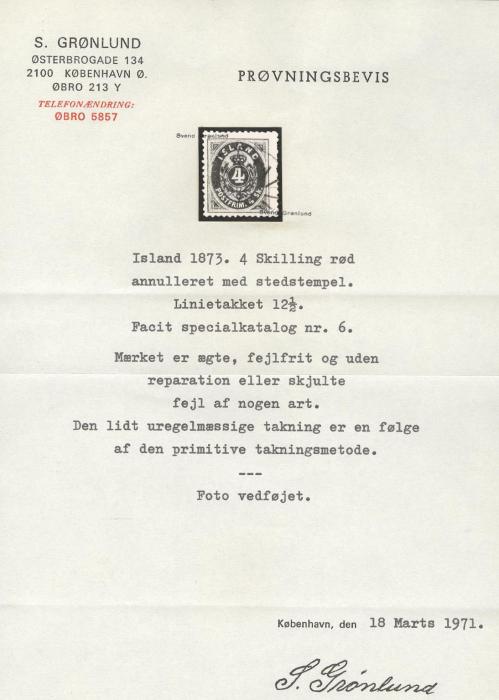 S. GRØNLUND
ØSTERBROGADE 134
2100 KØBENHAVN Ø.
ØBRO 213 Y
TELEFONÆNDRING:
ØBRO 5857
PRØVNINGSBEVIS
Svend Grønlund
ISLAND
4
POSTFRIM. 4 SK.
Svend Grønlund
Island 1873. 4 Skilling rød
annulleret med stedstempel.
Linietakket 12½.
Facit specialkatalog nr. 6.
Mærket er ægte, fejlfrit og uden
reparation eller skjulte
fejl af nogen art.
Den lidt uregelmæssige takning er en følge
af den primitive takningsmetode.
---
Foto vedføjet.
København, den 18 Marts 1971.
S. Grønlund